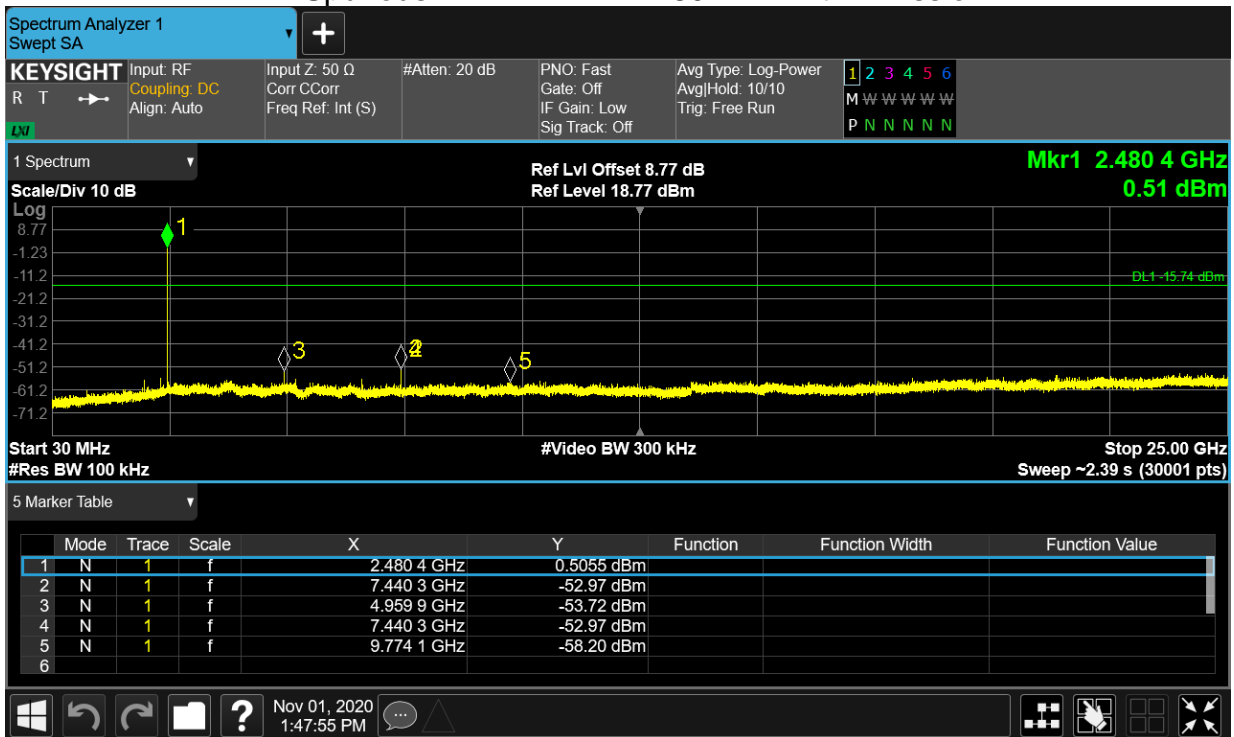 Spectrum Analyzer 1
Swept SA
KEYSIGHT
R T
LXI
Input: RF
Coupling: DC
Align: Auto
Input Z: 50 Ω
Corr CCorr
Freq Ref: Int (S)
#Atten: 20 dB
PNO: Fast
Gate: Off
IF Gain: Low
Sig Track: Off
Avg Type: Log-Power
Avg|Hold: 10/10
Trig: Free Run
1 2 3 4 5 6
M W W W W W
P N N N N N
1 Spectrum
Scale/Div 10 dB
Ref Lvl Offset 8.77 dB
Ref Level 18.77 dBm
Mkr1 2.480 4 GHz
0.51 dBm
Log
8.77
-1.23
-11.2
-21.2
-31.2
-41.2
-51.2
-61.2
-71.2
1
DL1 -15.74 dBm
3
5
Start 30 MHz
#Res BW 100 kHz
#Video BW 300 kHz
Stop 25.00 GHz
Sweep ~2.39 s (30001 pts)
5 Marker Table
Mode Trace Scale X Y Function Function Width Function Value
1 N 1 f 2.480 4 GHz 0.5055 dBm
2 N 1 f 7.440 3 GHz -52.97 dBm
3 N 1 f 4.959 9 GHz -53.72 dBm
4 N 1 f 7.440 3 GHz -52.97 dBm
5 N 1 f 9.774 1 GHz -58.20 dBm
6
?
Nov 01, 2020
1:47:55 PM